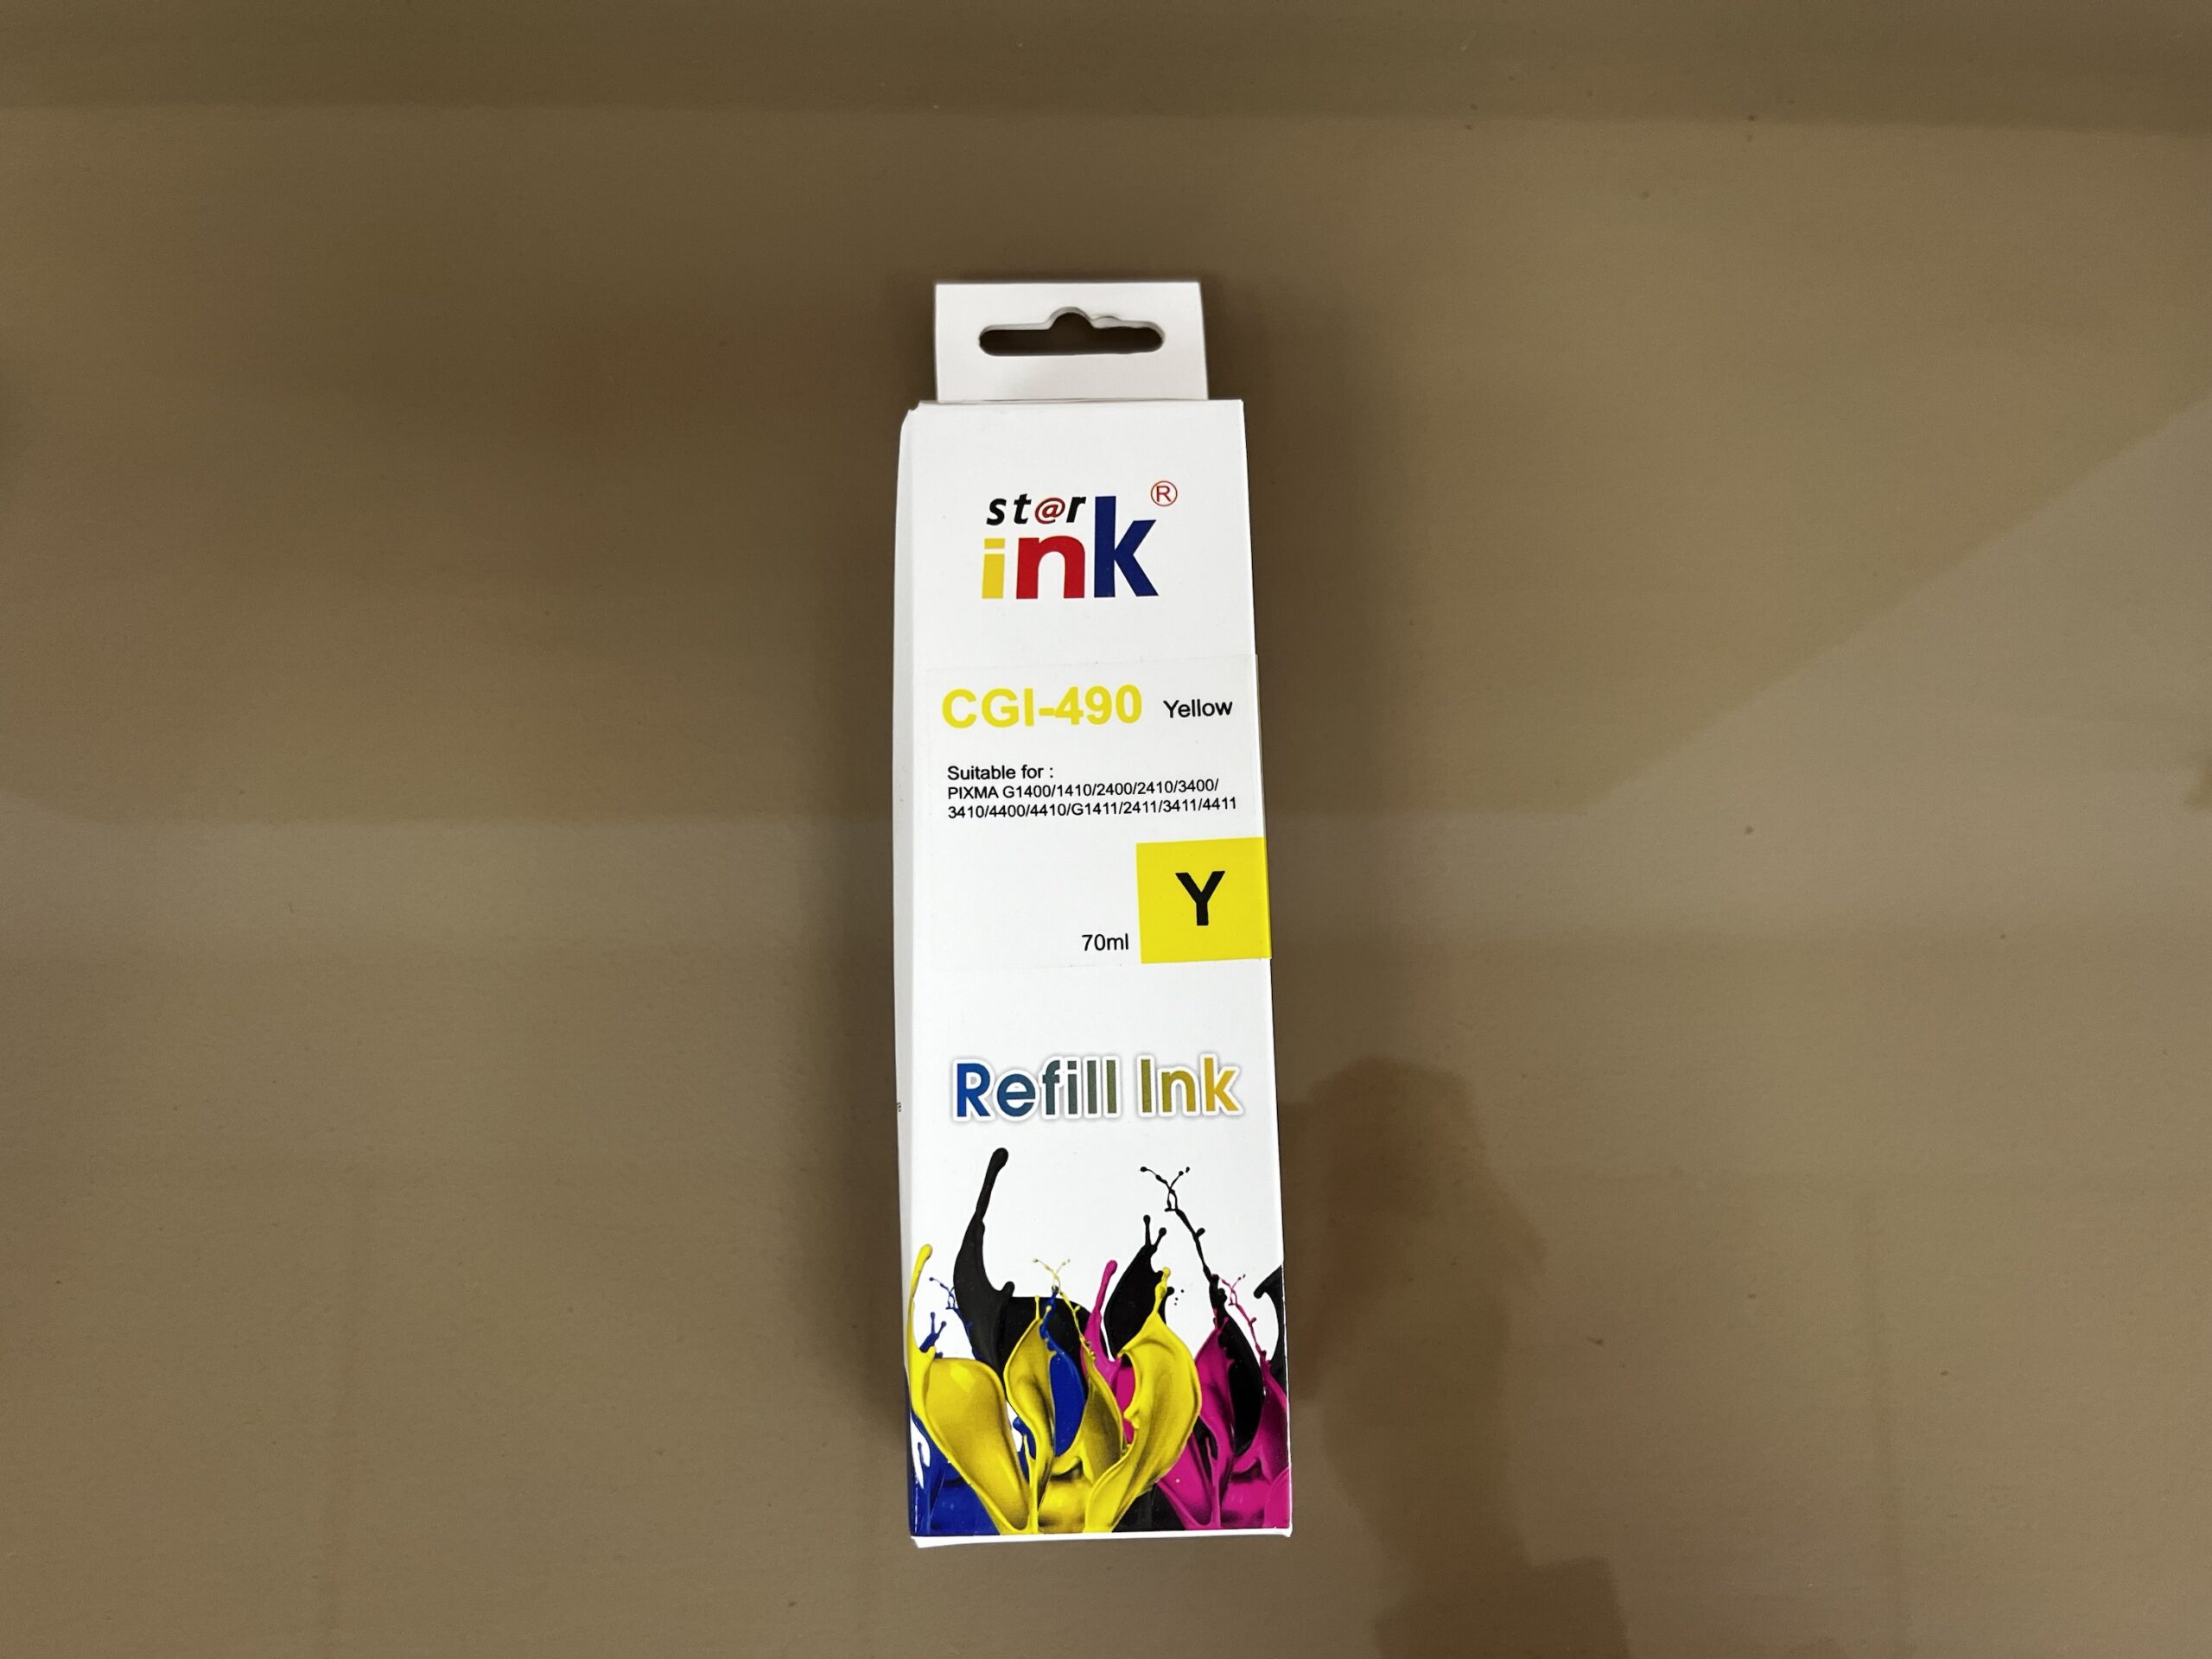 st@r
ink®
CGI-490 Yellow
Suitable for :
PIXMA G1400/1410/2400/2410/3400/
3410/4400/4410/G1411/2411/3411/4411
Y
70ml
Refill Ink